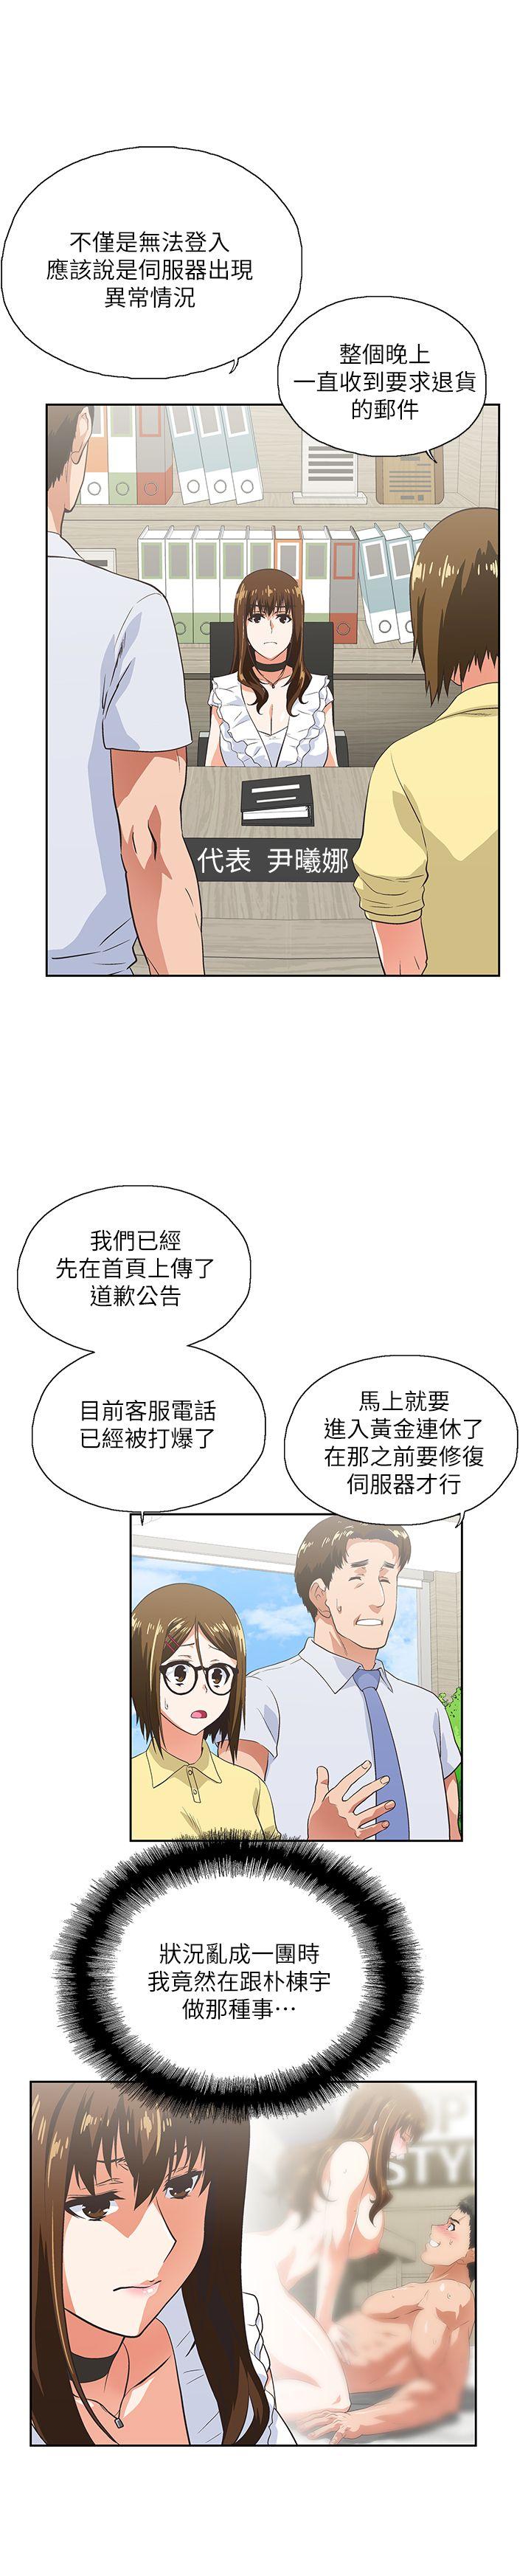 不僅是無法登入
應該說是伺服器出現
異常情況
整個晚上
一直收到要求退貨
的郵件
代表 尹曦娜
我們已經
先在首頁上傳了
道歉公告
目前客服電話
已經被打爆了
馬上就要
進入黃金連休了
在那之前要修復
伺服器才行
狀況亂成一團時
我竟然在跟朴棟宇
做那種事…
OP
STY